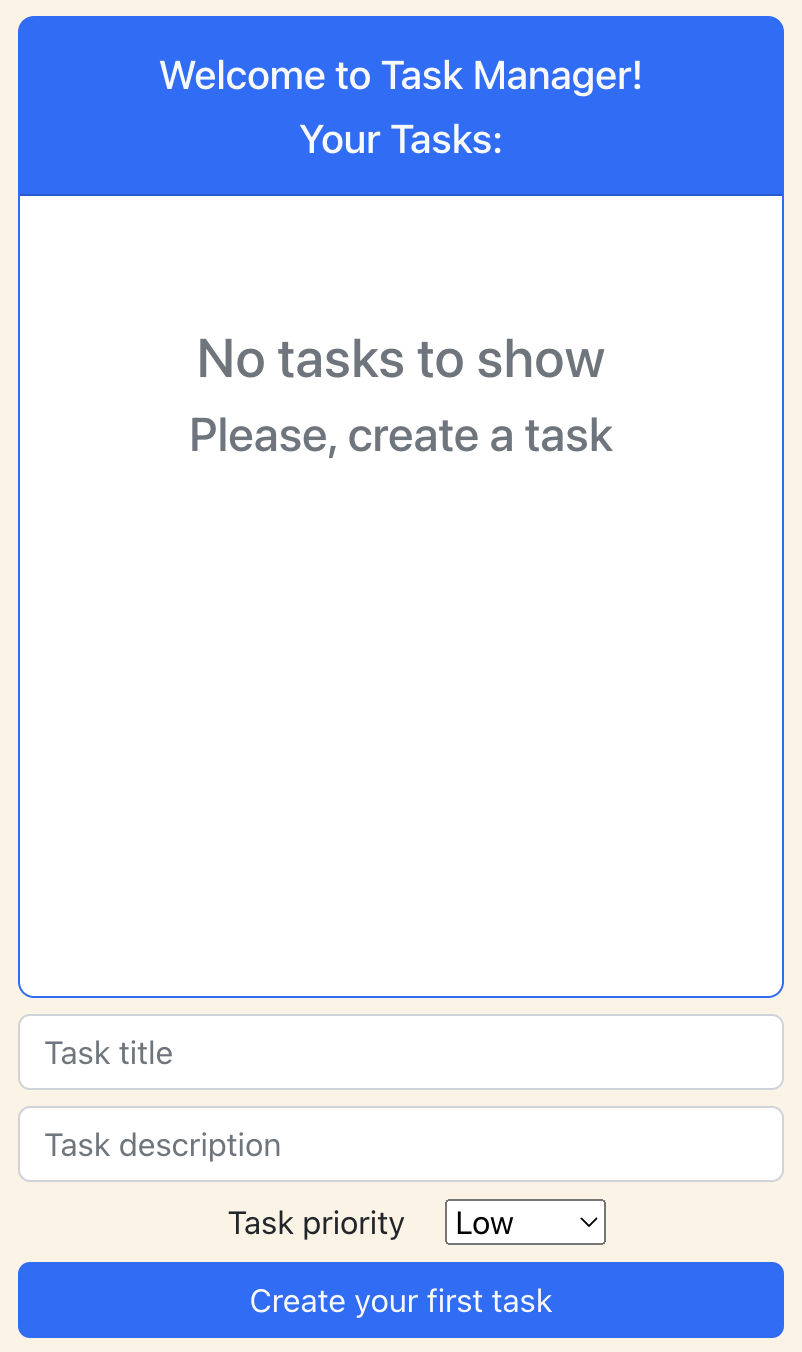 Welcome to Task Manager!
Your Tasks:
No tasks to show
Please, create a task
Task title
Task description
Task priority Low
Create your first task